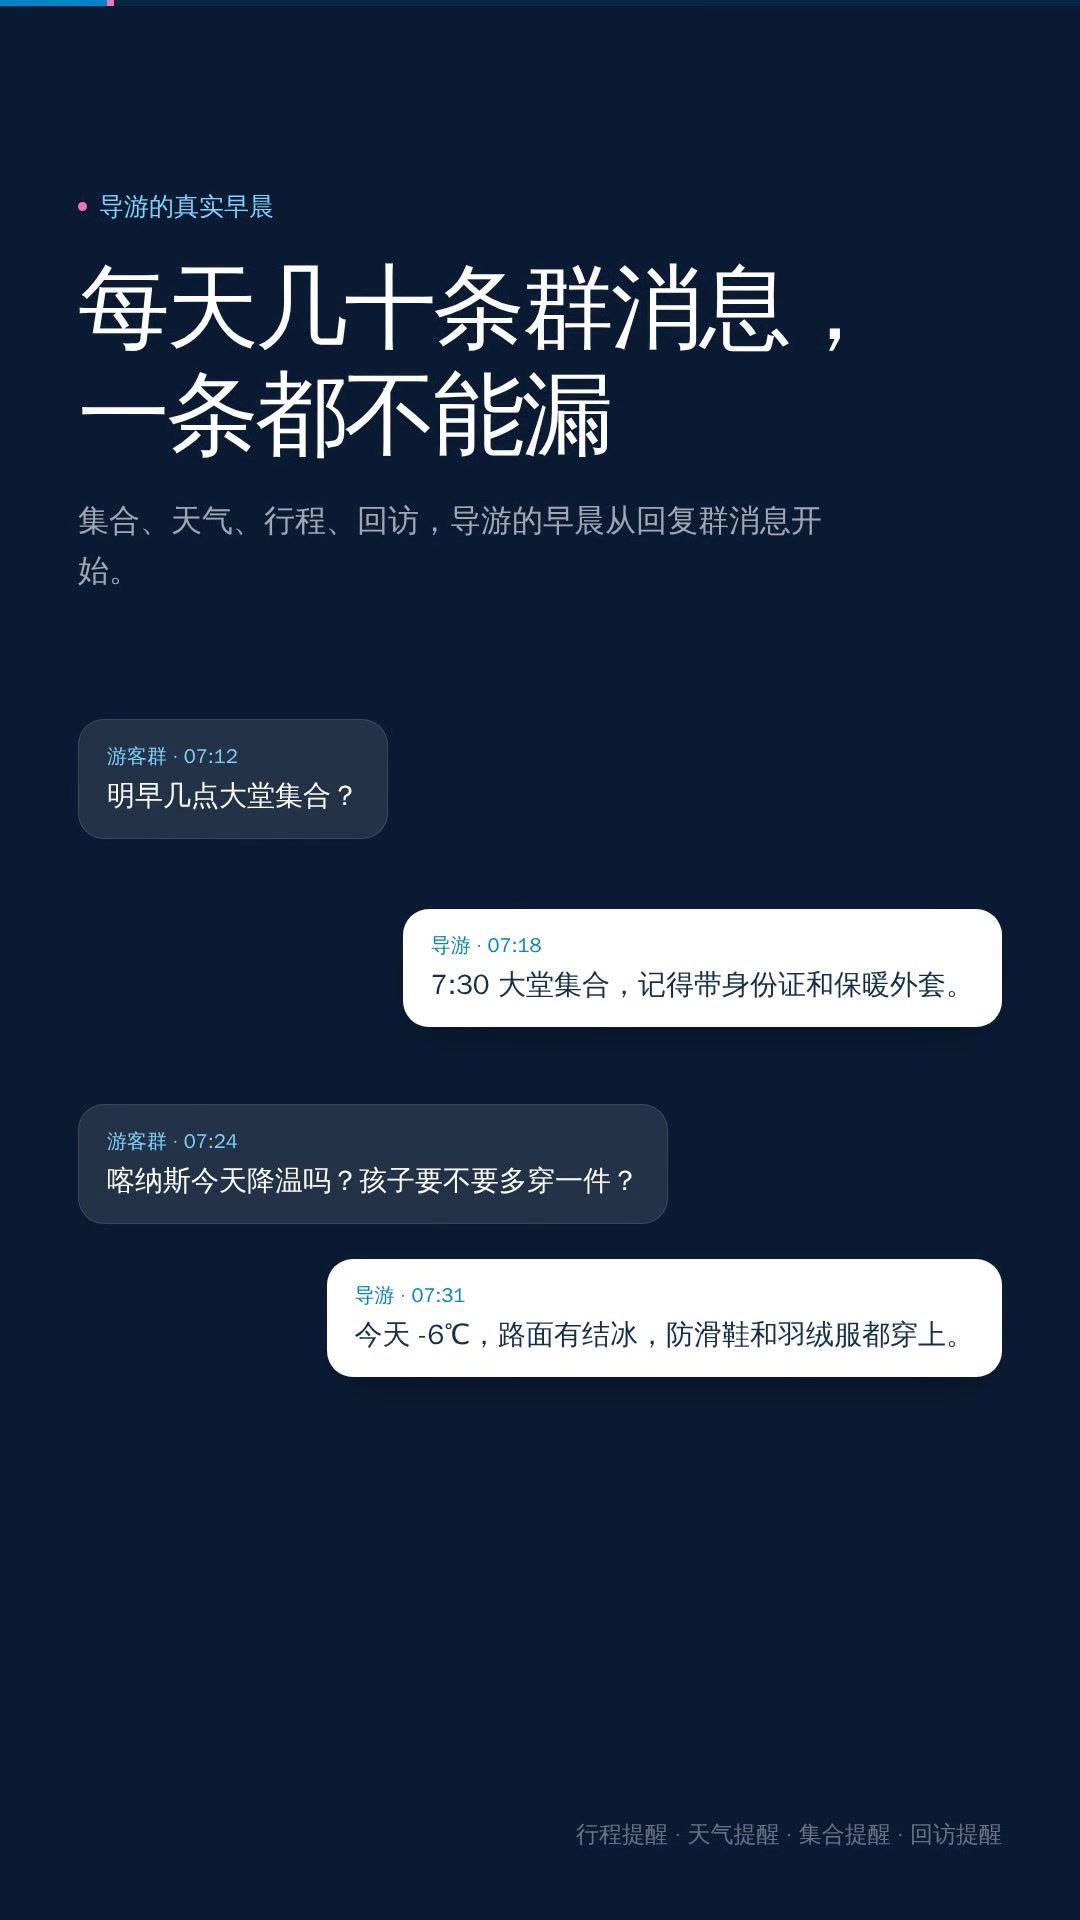 导游的真实早晨
每天几十条群消息，
一条都不能漏
集合、天气、行程、回访，导游的早晨从回复群消息开
始。
游客群 · 07:12
明早几点大堂集合？
导游 · 07:18
7:30 大堂集合，记得带身份证和保暖外套。
游客群 · 07:24
喀纳斯今天降温吗？孩子要不要多穿一件？
导游 · 07:31
今天 -6℃，路面有结冰，防滑鞋和羽绒服都穿上。
行程提醒 · 天气提醒 · 集合提醒 · 回访提醒